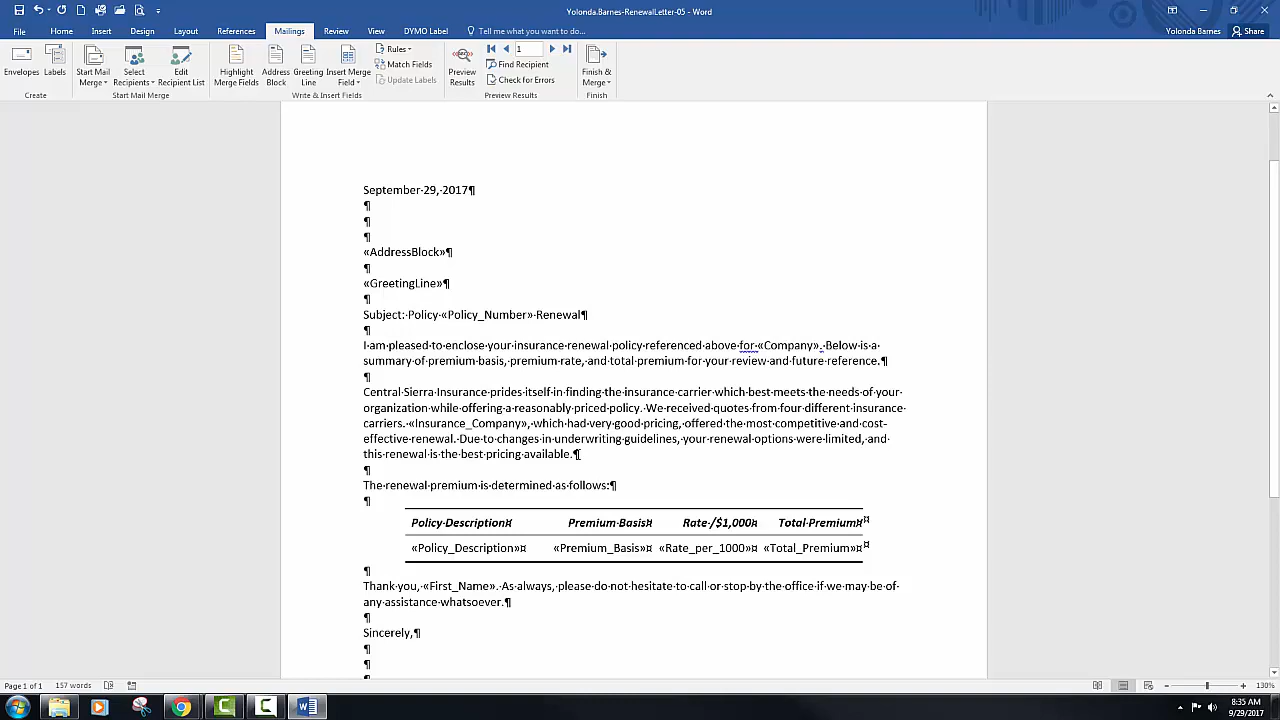 Yolonda.Barnes-RenewalLetter-05 - Word
File Home Insert Design Layout References Mailings Review View DYMO Label Tell me what you want to do... Yolonda Barnes Share
Envelopes Labels
Create
Start Mail Merge Select Recipients Edit Recipient List
Start Mail Merge
Highlight Merge Fields Address Block Greeting Line Insert Merge Field Rules Match Fields Update Labels
Write & Insert Fields
Preview Results 1 Find Recipient Check for Errors
Preview Results
Finish & Merge
Finish
September·29,·2017¶
¶
¶
¶
«AddressBlock»¶
¶
«GreetingLine»¶
¶
Subject:·Policy·«Policy_Number»·Renewal¶
¶
I·am·pleased·to·enclose·your·insurance·renewal·policy·referenced·above·for·«Company».·Below·is·a·
summary·of·premium·basis,·premium·rate,·and·total·premium·for·your·review·and·future·reference.¶
¶
Central·Sierra·Insurance·prides·itself·in·finding·the·insurance·carrier·which·best·meets·the·needs·of·your·
organization·while·offering·a·reasonably·priced·policy.·We·received·quotes·from·four·different·insurance·
carriers.·«Insurance_Company»,·which·had·very·good·pricing,·offered·the·most·competitive·and·cost-
effective·renewal.·Due·to·changes·in·underwriting·guidelines,·your·renewal·options·were·limited,·and·
this·renewal·is·the·best·pricing·available.¶
¶
The·renewal·premium·is·determined·as·follows:¶
¶
Policy·Description¤ Premium·Basis¤ Rate·/$1,000¤ Total·Premium¤¤
«Policy_Description»¤ «Premium_Basis»¤ «Rate_per_1000»¤ «Total_Premium»¤¤
¶
Thank·you,·«First_Name».·As·always,·please·do·not·hesitate·to·call·or·stop·by·the·office·if·we·may·be·of·
any·assistance·whatsoever.¶
¶
Sincerely,¶
¶
¶
¶
Page 1 of 1 157 words 130%
8:35 AM
9/29/2017